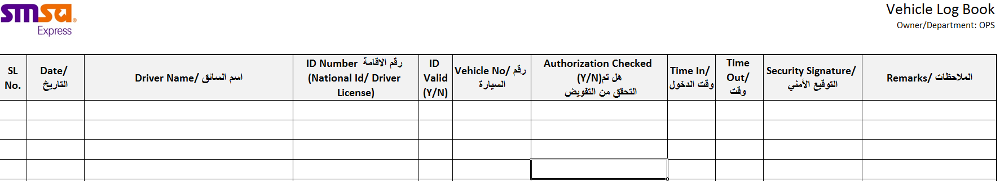 smsa
Express
Vehicle Log Book
Owner/Department: OPS
SL
No.
Date/
التاريخ
Driver Name/ اسم السائق
ID Number رقم الاقامة
(National Id/ Driver
License)
ID
Valid
(Y/N)
Vehicle No/ رقم
السيارة
Authorization Checked
(Y/N)هل تم
التحقق من التفويض
Time In/
وقت الدخول
Time
Out/
وقت
Security Signature/
التوقيع الأمني
Remarks/ الملاحظات